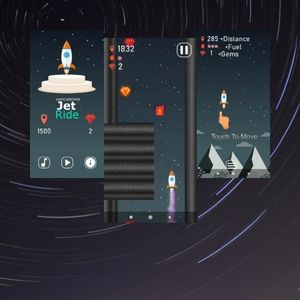 Jet
Ride
1500
2
1832
2
285 •Distance
•Fuel
1 •Gems
Touch To Move